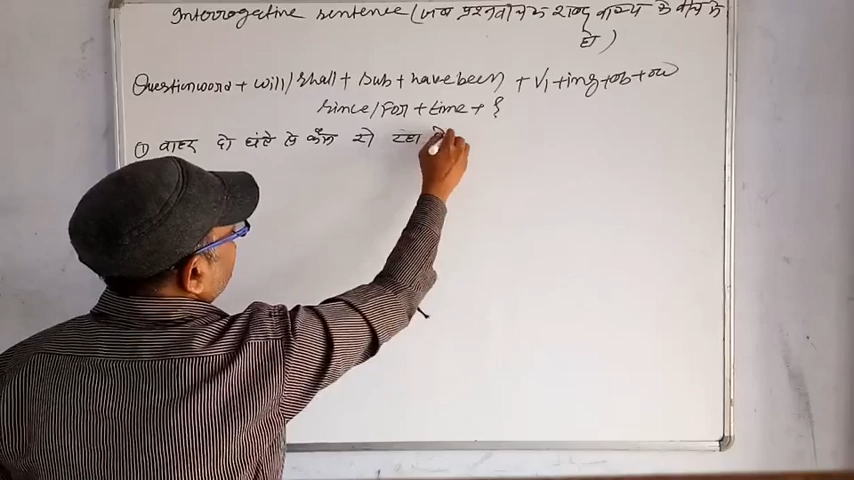 Interrogative sentence (जब प्रश्नवाचक शब्द वाक्य के बीच में
हो)
Questionword + will/shall + sub + have been + V1 + ing + ob + ow
since/for + time + ?
① बाहर दो घंटे से कौन रो रहा